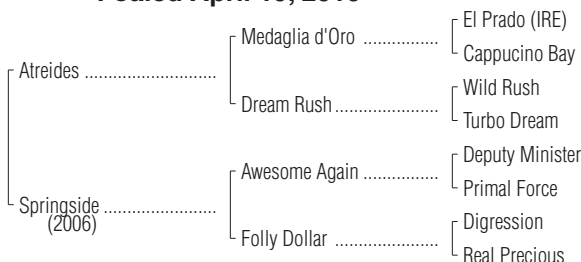 El Prado (IRE)
Medaglia d'Oro ..................
Cappucino Bay
Atreides ...............................
Wild Rush
Dream Rush.........................
Turbo Dream
Deputy Minister
Awesome Again ..................
Primal Force
Springside ..........................
(2006)
Digression
Folly Dollar .........................
Real Precious